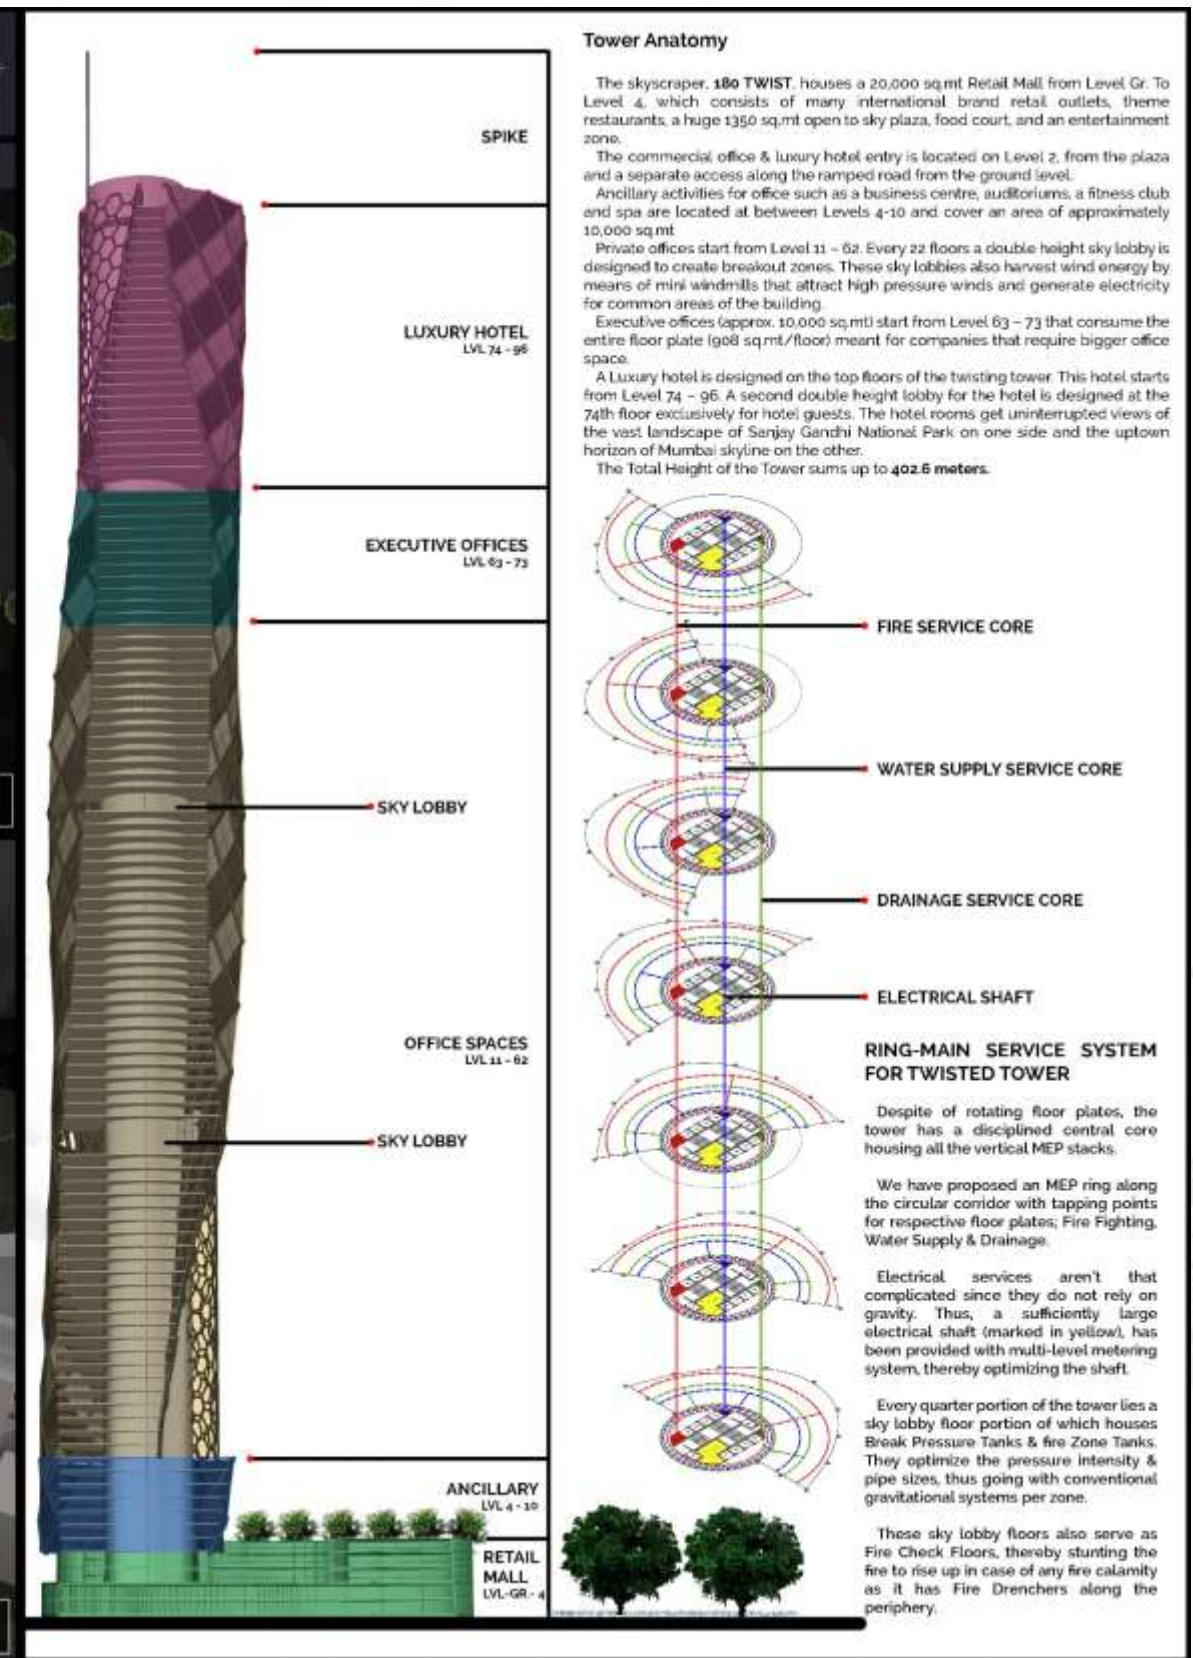 SPIKE
LUXURY HOTEL
LVL 74 - 96
EXECUTIVE OFFICES
LVL 63 - 73
SKY LOBBY
OFFICE SPACES
LVL 11 - 62
SKY LOBBY
ANCILLARY
LVL 4 - 10
RETAIL
MALL
LVL-GR.- 4
Tower Anatomy
The skyscraper, 180 TWIST, houses a 20,000 sq.mt Retail Mall from Level Gr. To
Level 4, which consists of many international brand retail outlets, theme
restaurants, a huge 1350 sq.mt open to sky plaza, food court, and an entertainment
zone.
The commercial office & luxury hotel entry is located on Level 2, from the plaza
and a separate access along the ramped road from the ground level.
Ancillary activities for office such as a business centre, auditoriums, a fitness club
and spa are located at between Levels 4-10 and cover an area of approximately
10,000 sq.mt
Private offices start from Level 11 – 62. Every 22 floors a double height sky lobby is
designed to create breakout zones. These sky lobbies also harvest wind energy by
means of mini windmills that attract high pressure winds and generate electricity
for common areas of the building.
Executive offices (approx. 10,000 sq.mt) start from Level 63 – 73 that consume the
entire floor plate (908 sq.mt/floor) meant for companies that require bigger office
space.
A Luxury hotel is designed on the top floors of the twisting tower. This hotel starts
from Level 74 – 96. A second double height lobby for the hotel is designed at the
74th floor exclusively for hotel guests. The hotel rooms get uninterrupted views of
the vast landscape of Sanjay Gandhi National Park on one side and the uptown
horizon of Mumbai skyline on the other.
The Total Height of the Tower sums up to 402.6 meters.
FIRE SERVICE CORE
WATER SUPPLY SERVICE CORE
DRAINAGE SERVICE CORE
ELECTRICAL SHAFT
RING-MAIN SERVICE SYSTEM
FOR TWISTED TOWER
Despite of rotating floor plates, the
tower has a disciplined central core
housing all the vertical MEP stacks.
We have proposed an MEP ring along
the circular corridor with tapping points
for respective floor plates; Fire Fighting,
Water Supply & Drainage.
Electrical services aren't that
complicated since they do not rely on
gravity. Thus, a sufficiently large
electrical shaft (marked in yellow), has
been provided with multi-level metering
system, thereby optimizing the shaft.
Every quarter portion of the tower lies a
sky lobby floor portion of which houses
Break Pressure Tanks & fire Zone Tanks.
They optimize the pressure intensity &
pipe sizes, thus going with conventional
gravitational systems per zone.
These sky lobby floors also serve as
Fire Check Floors, thereby stunting the
fire to rise up in case of any fire calamity
as it has Fire Drenchers along the
periphery.